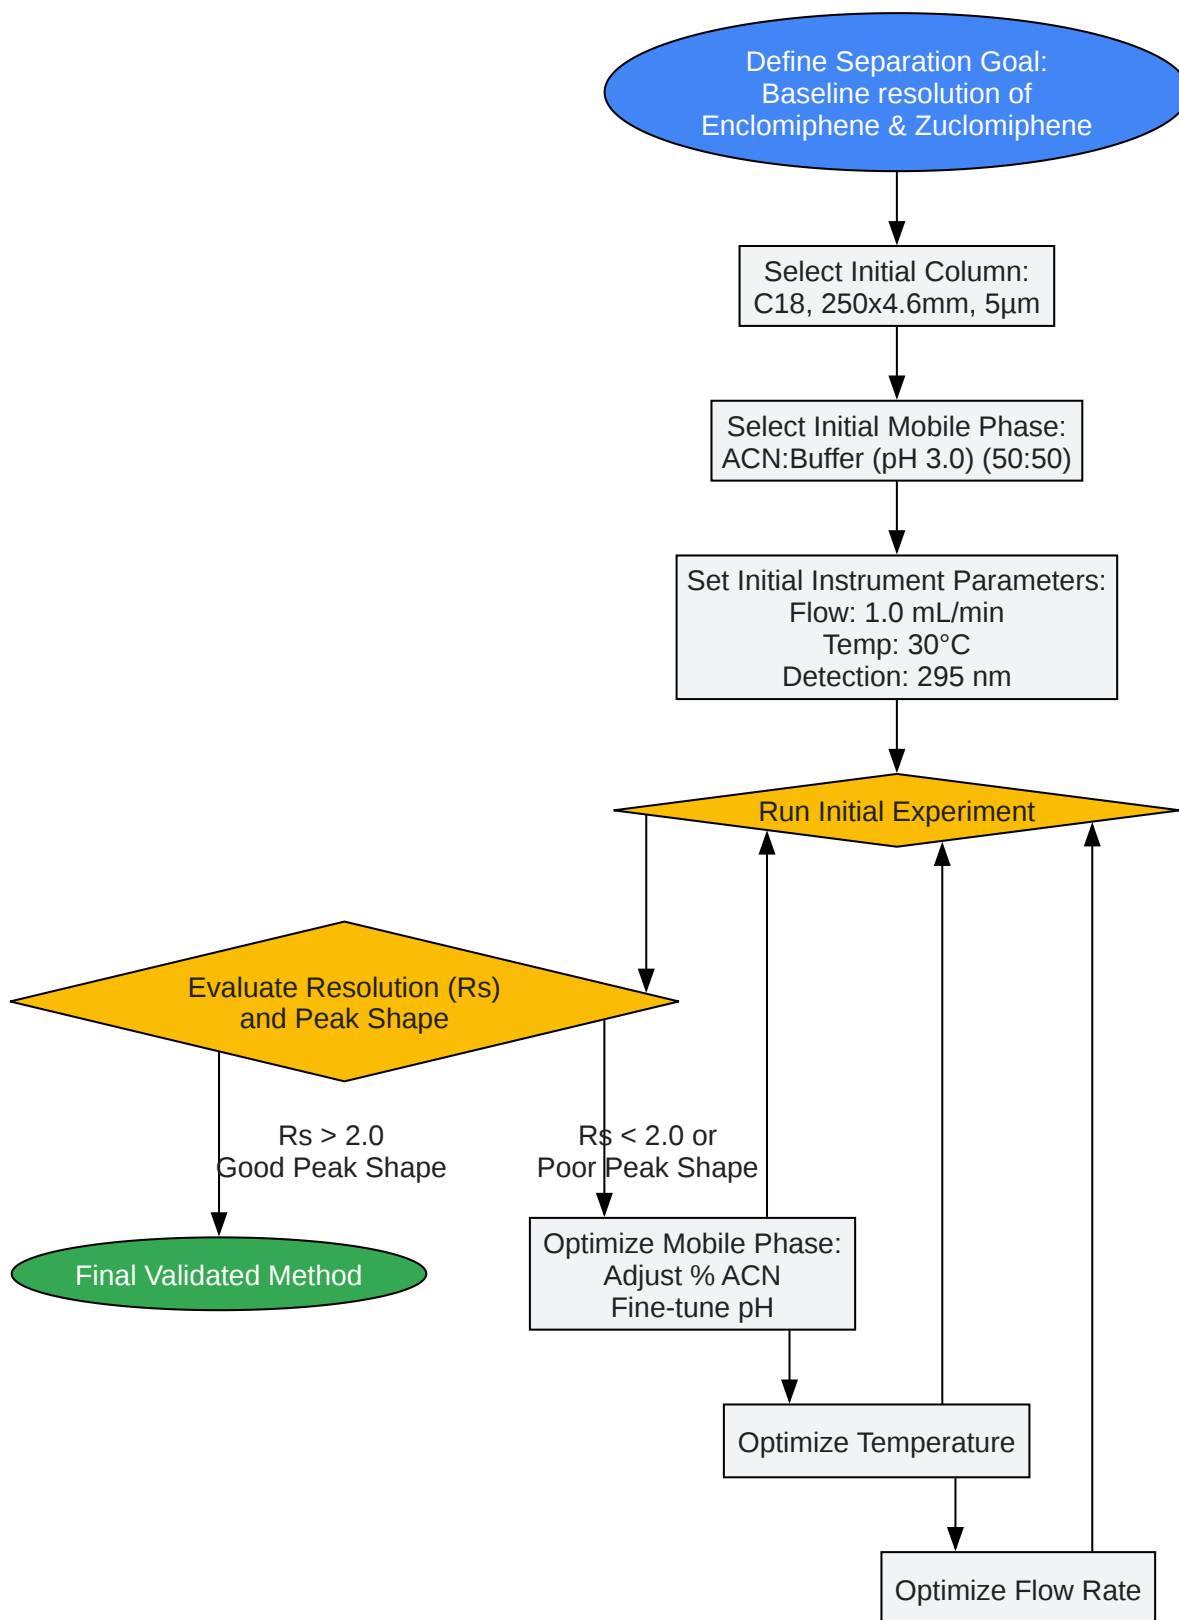 Define Separation Goal:
Baseline resolution of
Enclomiphene & Zuclomiphene
Select Initial Column:
C18, 250x4.6mm, 5µm
Select Initial Mobile Phase:
ACN:Buffer (pH 3.0) (50:50)
Set Initial Instrument Parameters:
Flow: 1.0 mL/min
Temp: 30°C
Detection: 295 nm
Run Initial Experiment
Evaluate Resolution (Rs)
and Peak Shape
Rs > 2.0
Good Peak Shape
Rs < 2.0 or
Poor Peak Shape
Final Validated Method
Optimize Mobile Phase:
Adjust % ACN
Fine-tune pH
Optimize Temperature
Optimize Flow Rate